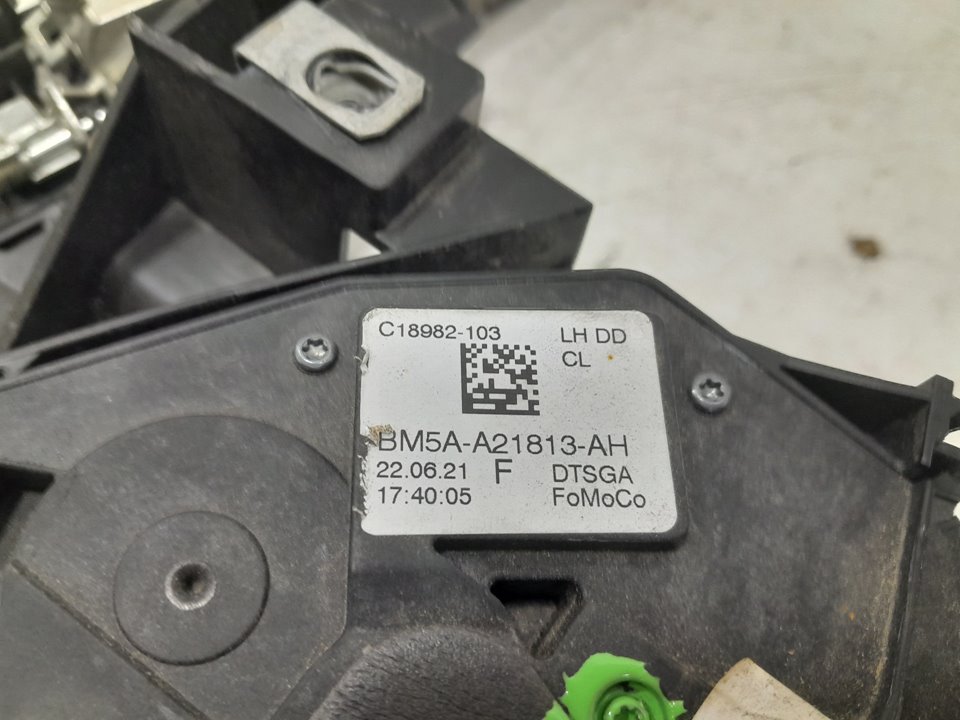 C18982-103 LH DD
CL
BM5A-A21813-AH
22.06.21 F DTSGA
17:40:05 FoMoCo